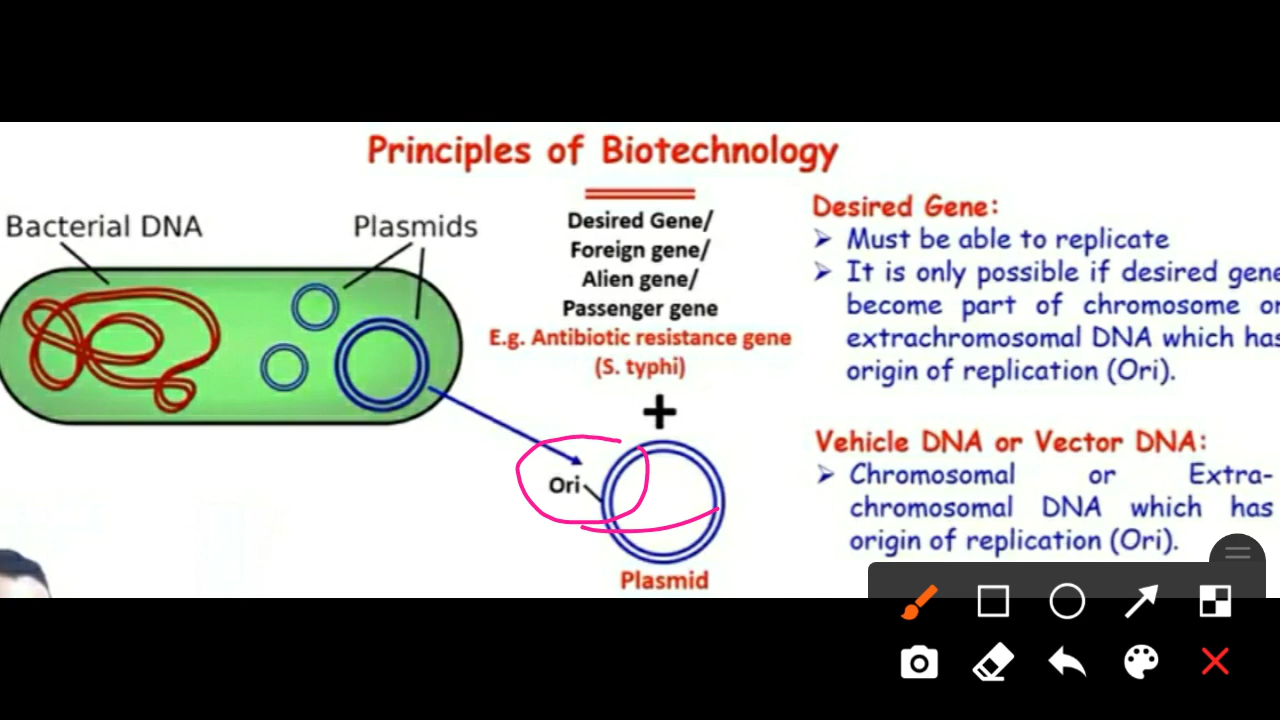 Principles of Biotechnology
Bacterial DNA
Plasmids
Desired Gene/
Foreign gene/
Alien gene/
Passenger gene
E.g. Antibiotic resistance gene
(S. typhi)
+
Ori
Plasmid
Desired Gene:
➢ Must be able to replicate
➢ It is only possible if desired gene
become part of chromosome or
extrachromosomal DNA which has
origin of replication (Ori).
Vehicle DNA or Vector DNA:
➢ Chromosomal or Extra-
chromosomal DNA which has
origin of replication (Ori).